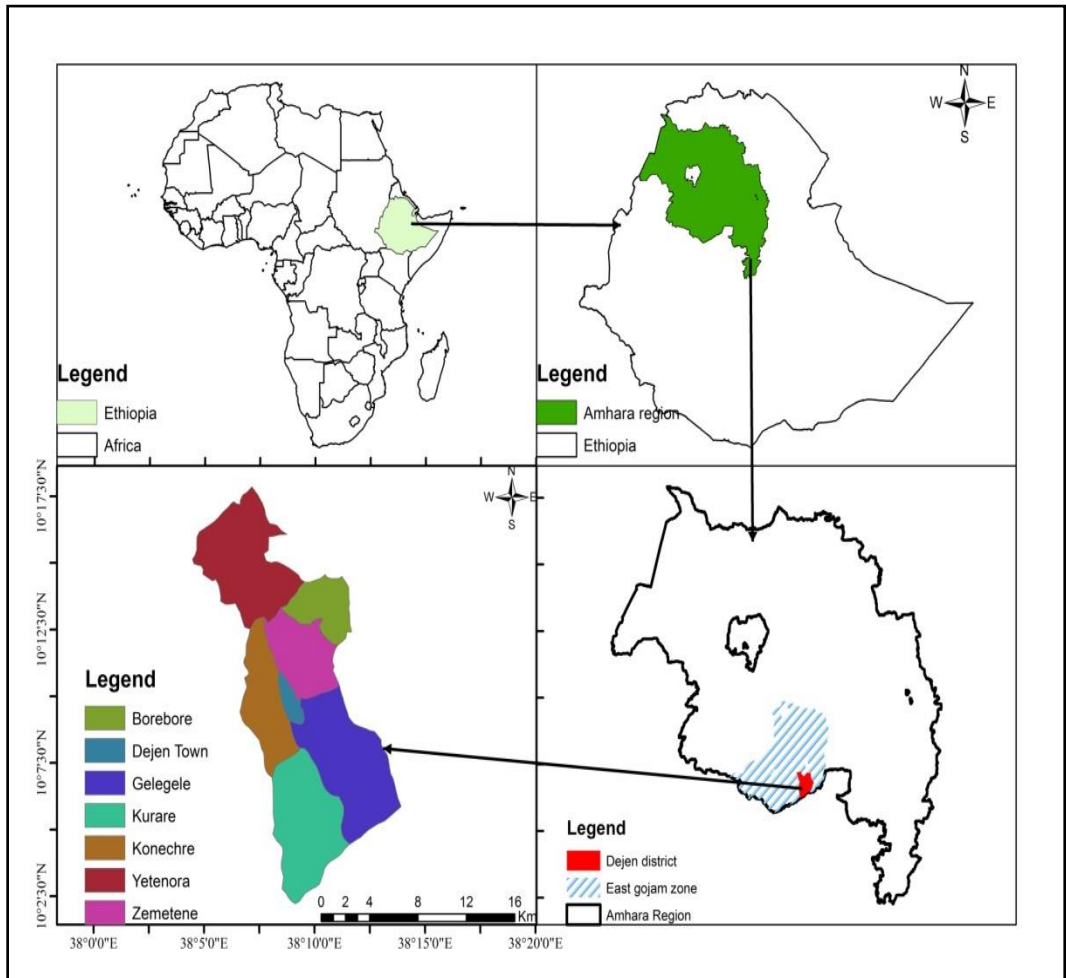 Legend
Ethiopia
Africa
N
W E
S
Legend
Amhara region
Ethiopia
N
W E
S
10°17'30"N
10°12'30"N
10°7'30"N
10°2'30"N
Legend
Borebore
Dejen Town
Gelegele
Kurare
Konechre
Yetenora
Zemetene
0 2 4 8 12 16
Km
38°0'0"E 38°5'0"E 38°10'0"E 38°15'0"E 38°20'0"E
Legend
Dejen district
East gojam zone
Amhara Region